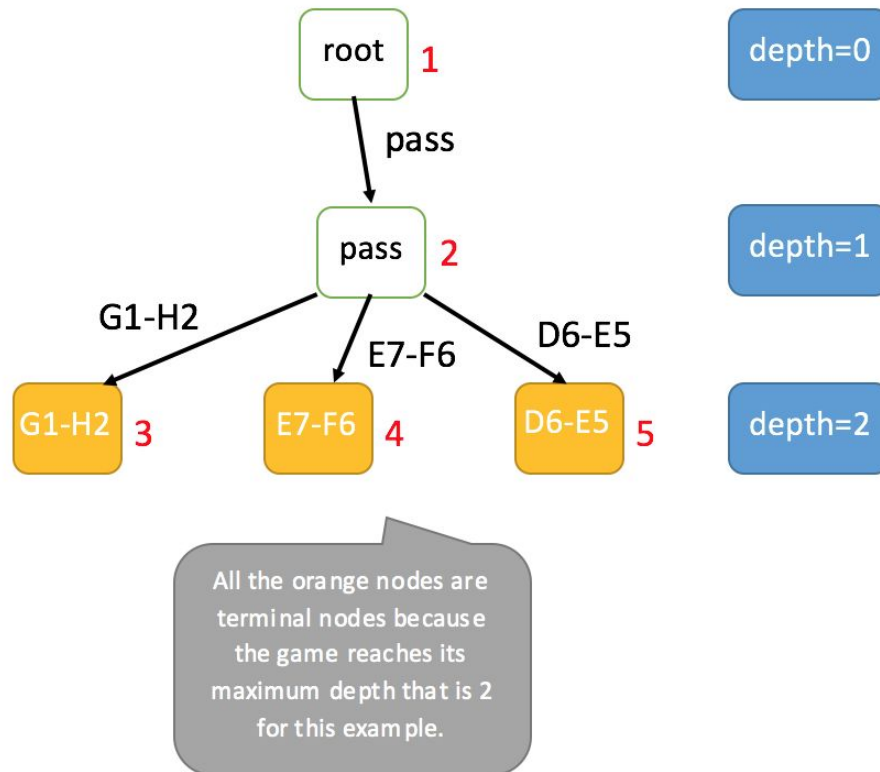 root 1 depth=0
pass
pass 2 depth=1
G1-H2 E7-F6 D6-E5
G1-H2 3 E7-F6 4 D6-E5 5 depth=2
All the orange nodes are
terminal nodes because
the game reaches its
maximum depth that is 2
for this example.